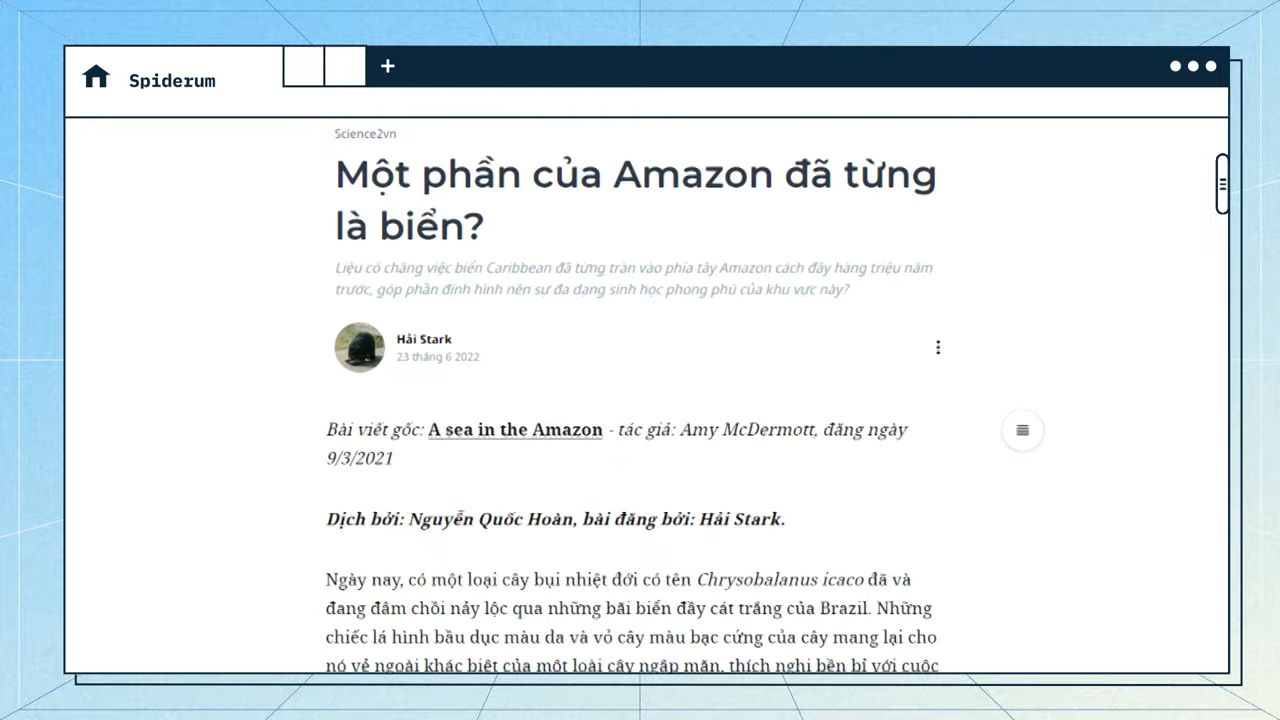 Spiderum
Science2vn
Một phần của Amazon đã từng
là biển?
Liệu có chăng việc biển Caribbean đã từng tràn vào phía tây Amazon cách đây hàng triệu năm
trước, góp phần định hình nên sự đa dạng sinh học phong phú của khu vực này?
Hải Stark
23 tháng 6 2022
Bài viết gốc: A sea in the Amazon - tác giả: Amy McDermott, đăng ngày
9/3/2021
Dịch bởi: Nguyễn Quốc Hoàn, bài đăng bởi: Hải Stark.
Ngày nay, có một loại cây bụi nhiệt đới có tên Chrysobalanus icaco đã và
đang đâm chồi nảy lộc qua những bãi biển đầy cát trắng của Brazil. Những
chiếc lá hình bầu dục màu da và vỏ cây màu bạc cứng của cây mang lại cho
nó vẻ ngoài khác biệt của một loài cây ngập mặn, thích nghi bền bỉ với cuộc